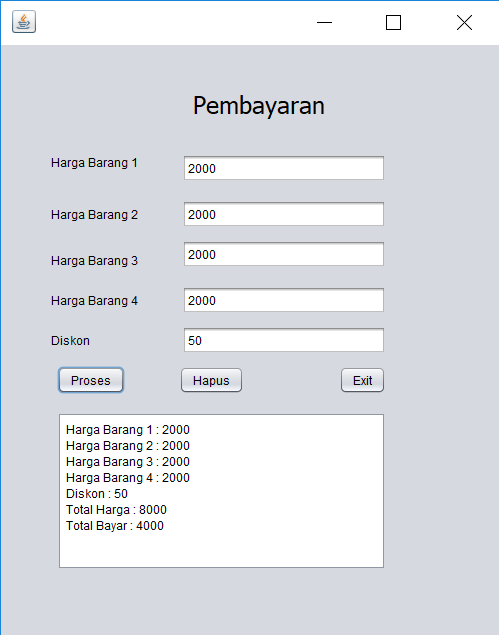 Pembayaran
Harga Barang 1 2000
Harga Barang 2 2000
Harga Barang 3 2000
Harga Barang 4 2000
Diskon 50
Proses Hapus Exit
Harga Barang 1 : 2000
Harga Barang 2 : 2000
Harga Barang 3 : 2000
Harga Barang 4 : 2000
Diskon : 50
Total Harga : 8000
Total Bayar : 4000